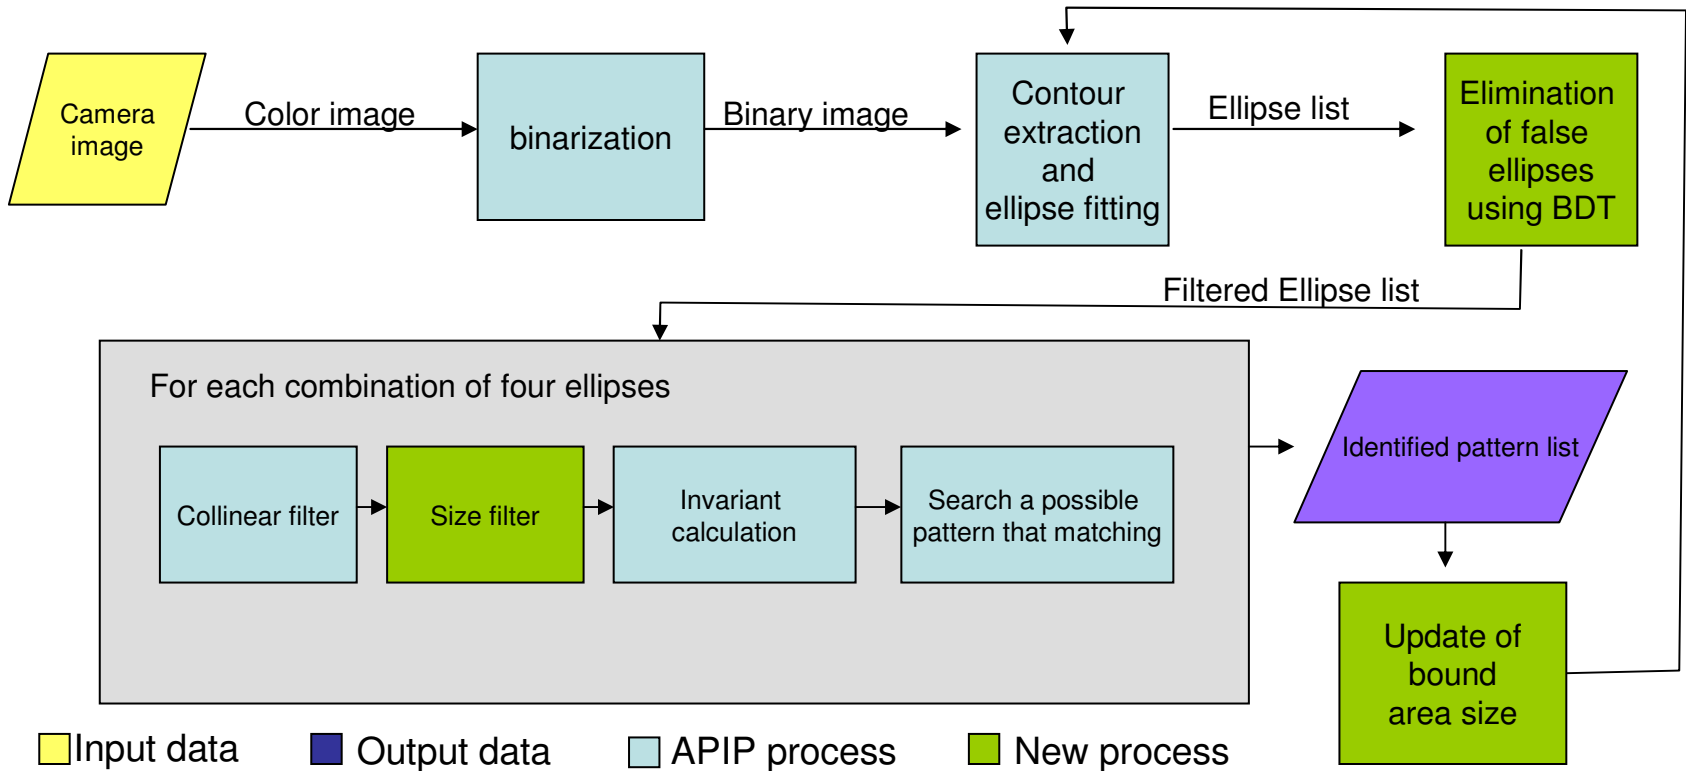 Camera
image
Color image
binarization
Binary image
Contour
extraction
and
ellipse fitting
Ellipse list
Elimination
of false
ellipses
using BDT
Filtered Ellipse list
For each combination of four ellipses
Collinear filter
Size filter
Invariant
calculation
Search a possible
pattern that matching
Identified pattern list
Update of
bound
area size
Input data
Output data
APIP process
New process